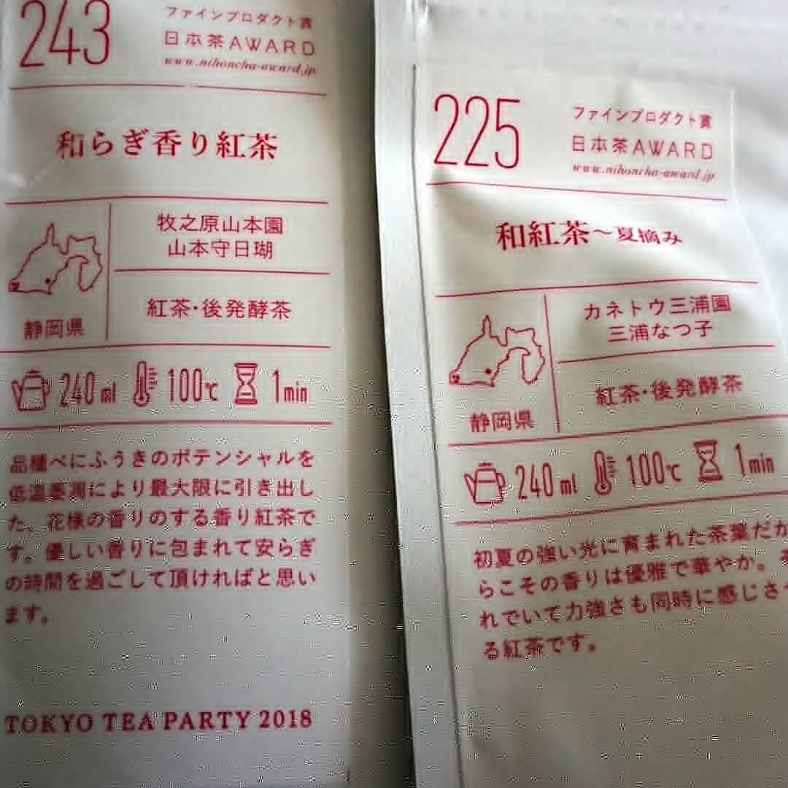 243
ファインプロダクト賞
日本茶AWARD
www.nihoncha-award.jp
和らぎ香り紅茶
牧之原山本園
山本守日瑚
静岡県
紅茶・後発酵茶
240ml 100℃ 1min
品種べにふうきのポテンシャルを
低温萎凋により最大限に引き出し
た、花様の香りのする香り紅茶で
す。優しい香りに包まれて安らぎ
の時間を過ごして頂ければと思い
ます。
TOKYO TEA PARTY 2018
225
ファインプロダクト賞
日本茶AWARD
www.nihoncha-award.jp
和紅茶～夏摘み
カネトウ三浦園
三浦なつ子
静岡県
紅茶・後発酵茶
240ml 100℃ 1min
初夏の強い光に育まれた茶葉だか
らこその香りは優雅で華やか。
れでいて力強さも同時に感じさ
る紅茶です。